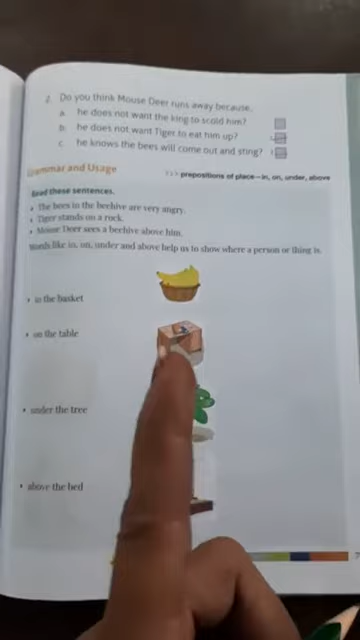 2. Do you think Mouse Deer runs away because,
a. he does not want the king to scold him?
b. he does not want Tiger to eat him up?
c. he knows the bees will come out and sting?
Grammar and Usage
prepositions of place—in, on, under, above
Read these sentences.
• The bees in the beehive are very angry.
• Tiger stands on a rock.
• Mouse Deer sees a beehive above him.
Words like in, on, under and above help us to show where a person or thing is.
• in the basket
• on the table
• under the tree
• above the bed
7